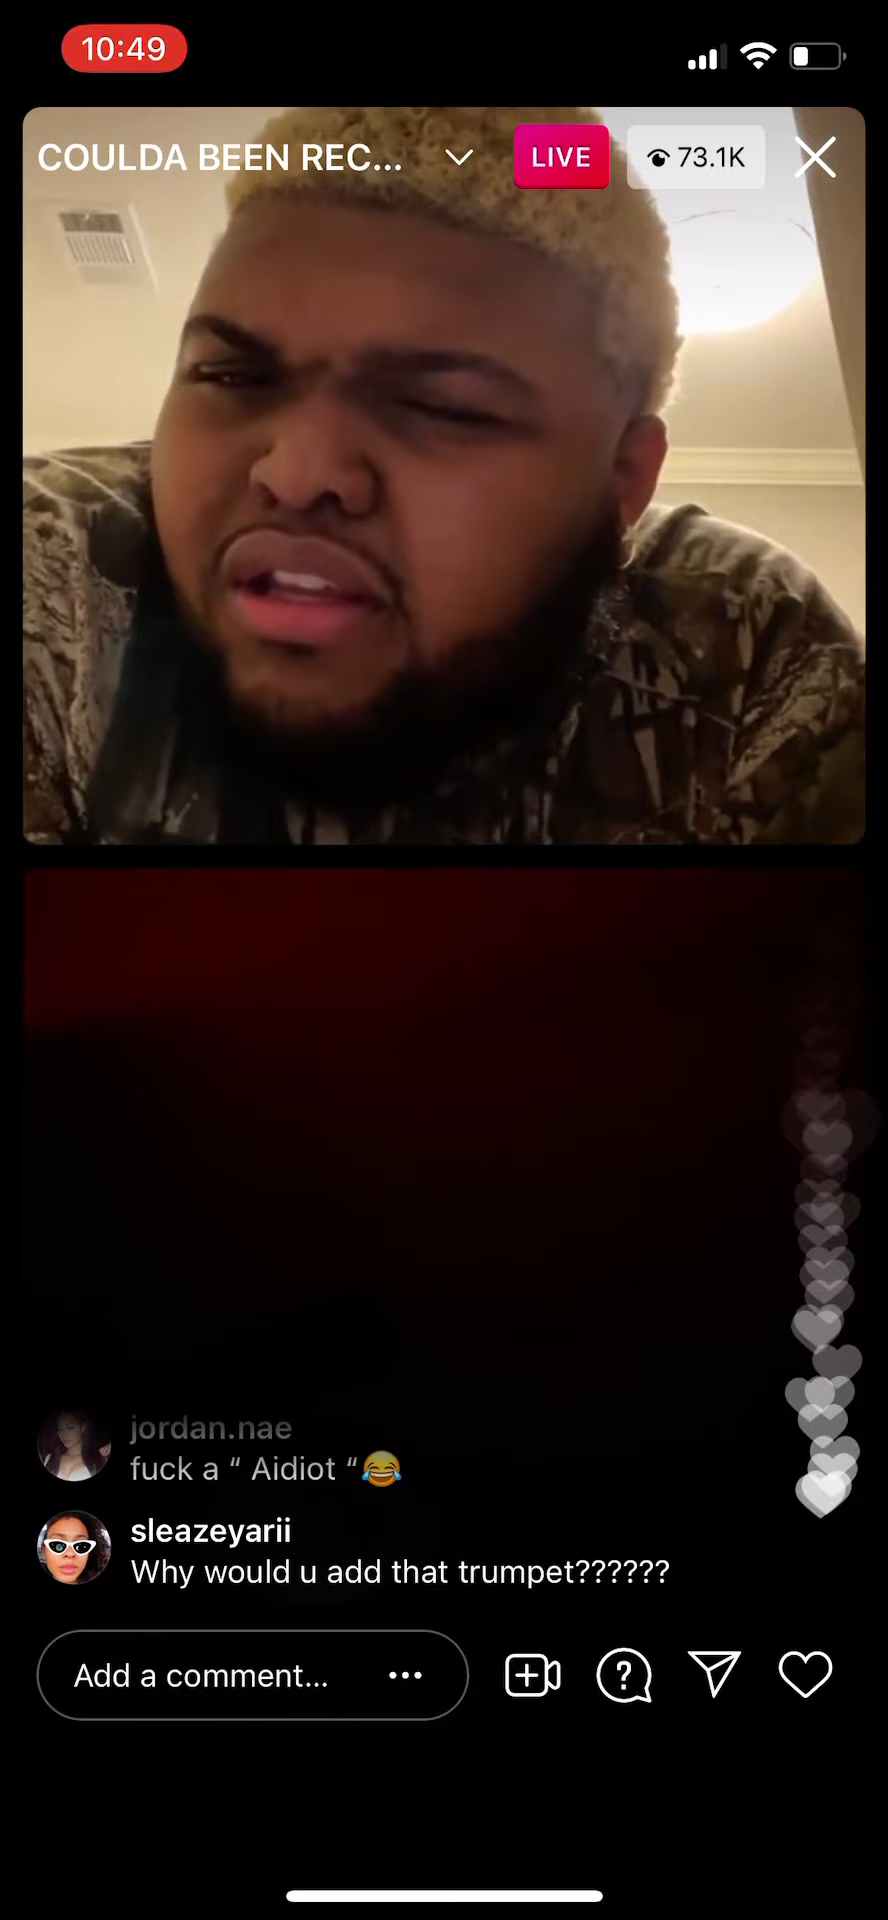 10:49
COULDA BEEN REC...
LIVE
73.1K
jordan.nae
fuck a “ Aidiot “😂
sleazeyarii
Why would u add that trumpet??????
Add a comment...